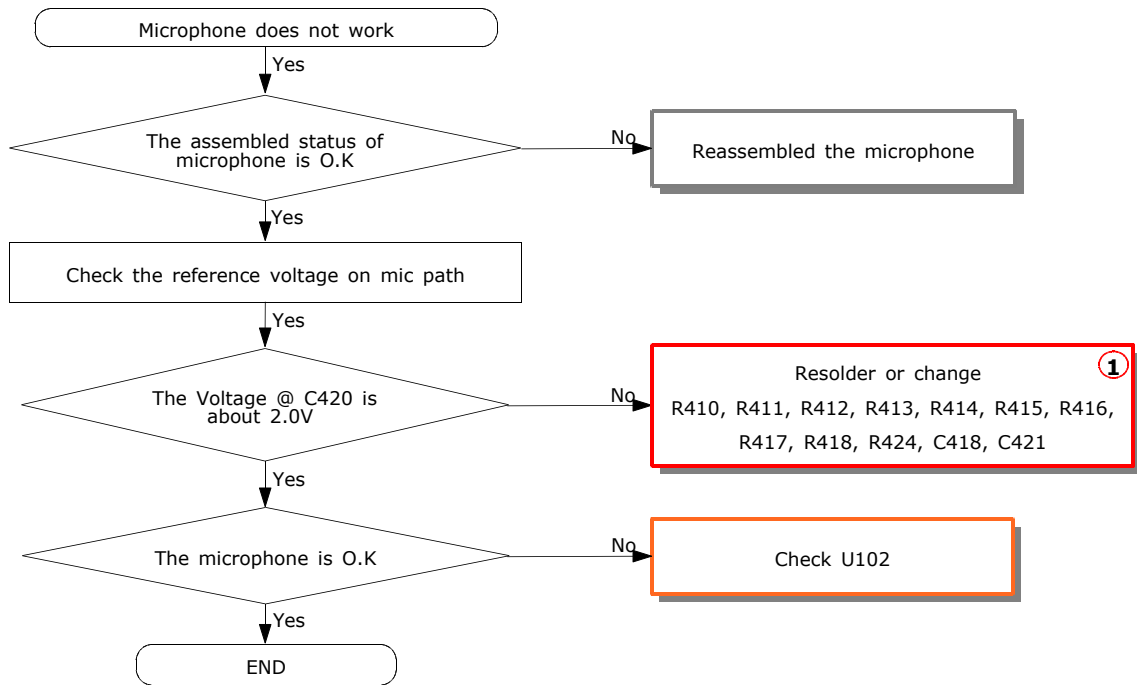 Microphone does not work
Yes
The assembled status of
microphone is O.K
No
Reassembled the microphone
Yes
Check the reference voltage on mic path
Yes
The Voltage @ C420 is
about 2.0V
No
1
Resolder or change
R410, R411, R412, R413, R414, R415, R416,
R417, R418, R424, C418, C421
Yes
The microphone is O.K
No
Check U102
Yes
END